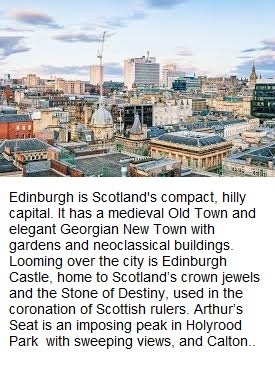 Edinburgh is Scotland's compact, hilly
capital. It has a medieval Old Town and
elegant Georgian New Town with
gardens and neoclassical buildings.
Looming over the city is Edinburgh
Castle, home to Scotland's crown jewels
and the Stone of Destiny, used in the
coronation of Scottish rulers. Arthur's
Seat is an imposing peak in Holyrood
Park  with sweeping views, and Calton..